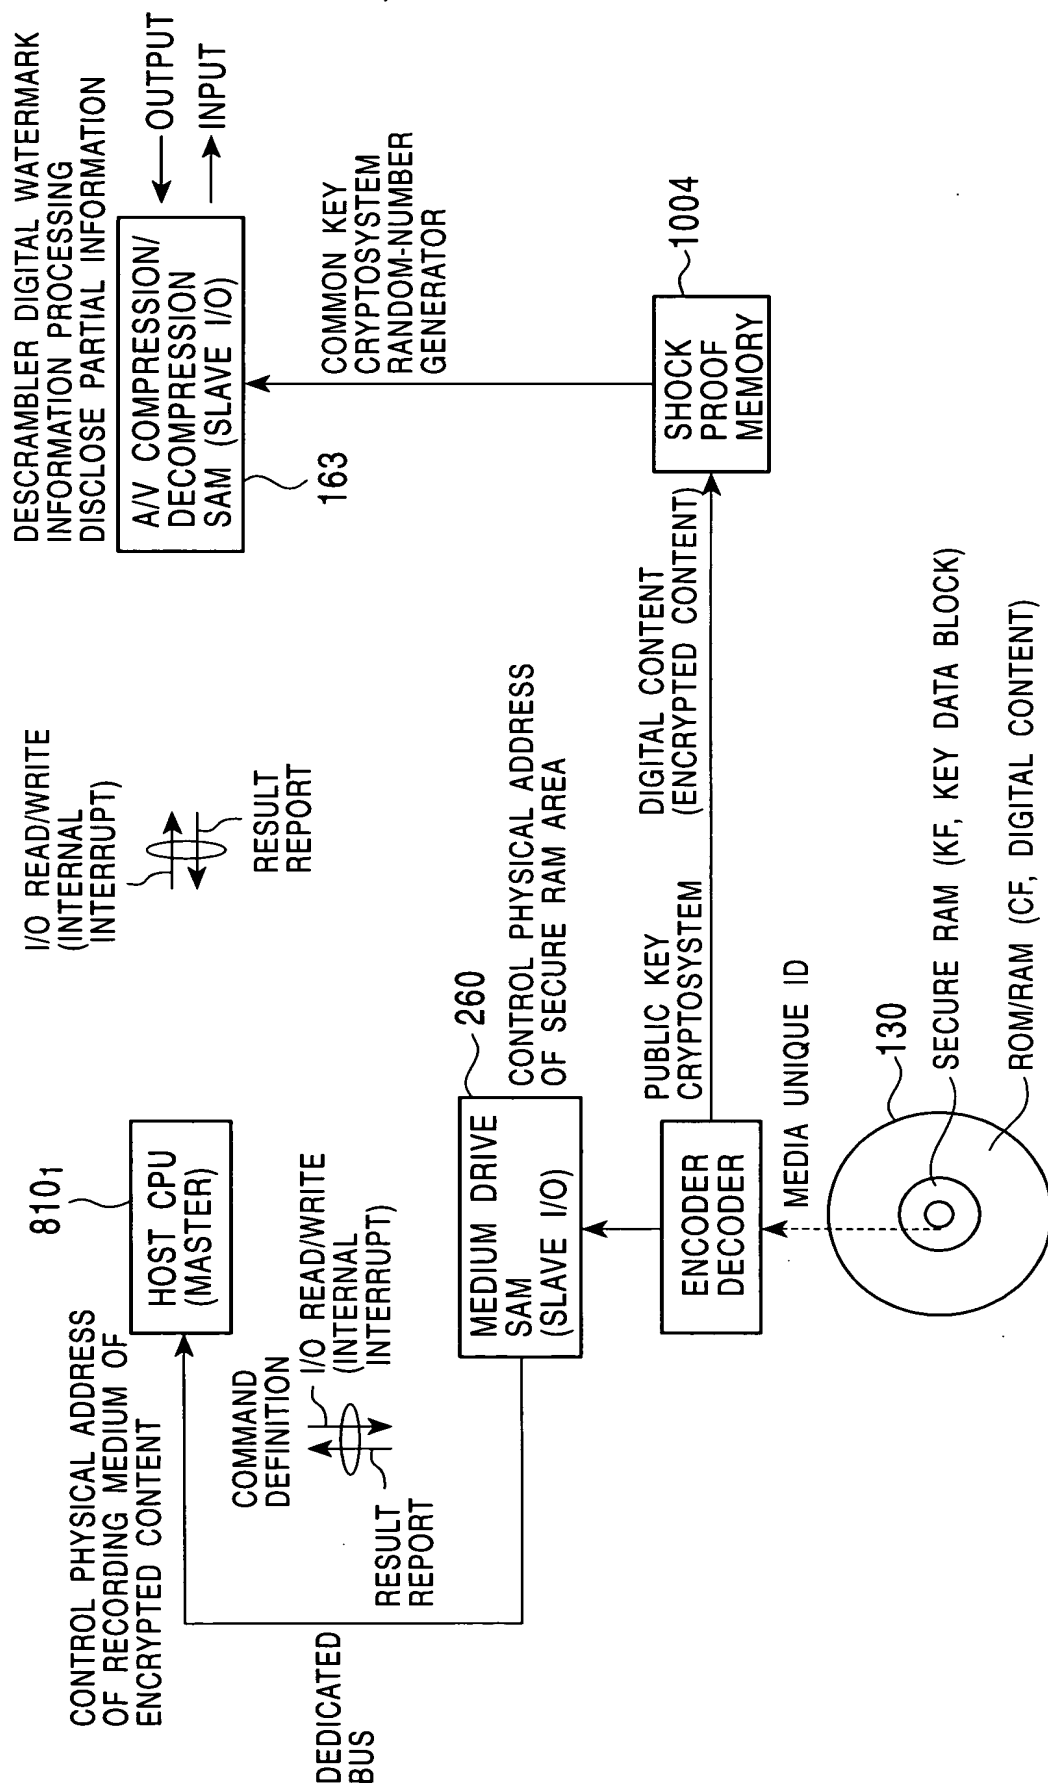 CONTROL PHYSICAL ADDRESS
OF RECORDING MEDIUM OF
ENCRYPTED CONTENT
810₁
HOST CPU
(MASTER)
I/O READ/WRITE
(INTERNAL
INTERRUPT)
RESULT
REPORT
DESCRAMBLER DIGITAL WATERMARK
INFORMATION PROCESSING
DISCLOSE PARTIAL INFORMATION
A/V COMPRESSION/
DECOMPRESSION
SAM (SLAVE I/O)
OUTPUT
INPUT
163
DEDICATED
BUS
COMMAND
DEFINITION
I/O READ/WRITE
(INTERNAL
INTERRUPT)
RESULT
REPORT
COMMON KEY
CRYPTOSYSTEM
RANDOM-NUMBER
GENERATOR
260
MEDIUM DRIVE
SAM
(SLAVE I/O)
CONTROL PHYSICAL ADDRESS
OF SECURE RAM AREA
ENCODER
DECODER
PUBLIC KEY
CRYPTOSYSTEM
DIGITAL CONTENT
(ENCRYPTED CONTENT)
SHOCK
PROOF
MEMORY
1004
MEDIA UNIQUE ID
130
SECURE RAM (KF, KEY DATA BLOCK)
ROM/RAM (CF, DIGITAL CONTENT)